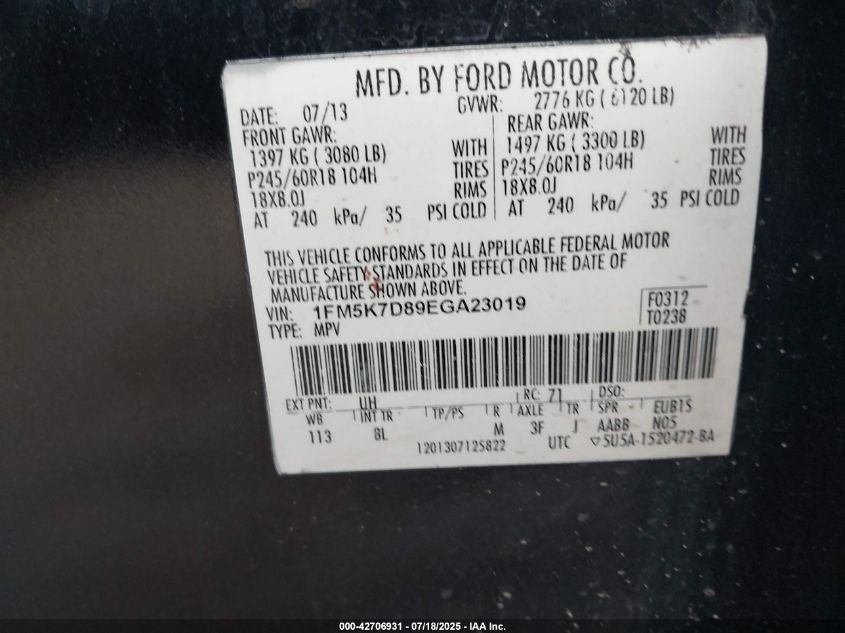 MFD. BY FORD MOTOR CO.
DATE: 07/13 GVWR: 2776 KG ( 6120 LB)
FRONT GAWR: REAR GAWR:
1397 KG ( 3080 LB) WITH 1497 KG ( 3300 LB) WITH
P245/60R18 104H TIRES P245/60R18 104H TIRES
18X8.0J RIMS 18X8.0J RIMS
AT 240 kPa/ 35 PSI COLD AT 240 kPa/ 35 PSI COLD
THIS VEHICLE CONFORMS TO ALL APPLICABLE FEDERAL MOTOR
VEHICLE SAFETY STANDARDS IN EFFECT ON THE DATE OF
MANUFACTURE SHOWN ABOVE.
VIN: 1FM5K7D89EGA23019 F0312
TYPE: MPV T0238
EXT PNT: UH RC: 71 DSO:
WB INT TR TP/PS R AXLE TR SPR EUB1S
113 8L M 3F J AABB N05
1201307125822 UTC ▽5U5A-1520472-BA
000-42706931 - 07/18/2025 - IAA Inc.